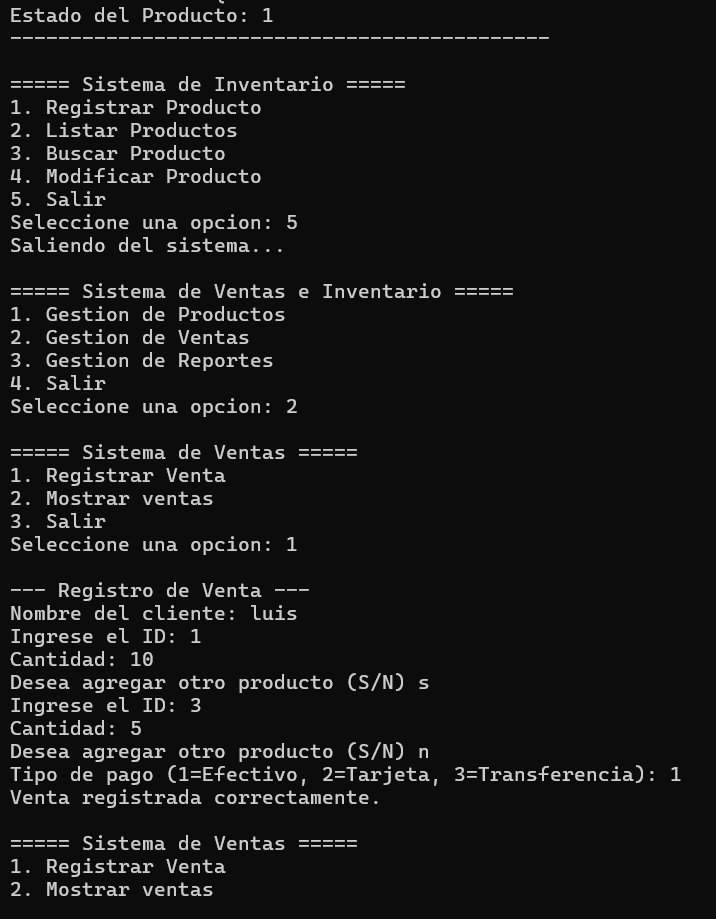 Estado del Producto: 1
---------------------------------------------
===== Sistema de Inventario =====
1. Registrar Producto
2. Listar Productos
3. Buscar Producto
4. Modificar Producto
5. Salir
Seleccione una opcion: 5
Saliendo del sistema...
===== Sistema de Ventas e Inventario =====
1. Gestion de Productos
2. Gestion de Ventas
3. Gestion de Reportes
4. Salir
Seleccione una opcion: 2
===== Sistema de Ventas =====
1. Registrar Venta
2. Mostrar ventas
3. Salir
Seleccione una opcion: 1
--- Registro de Venta ---
Nombre del cliente: luis
Ingrese el ID: 1
Cantidad: 10
Desea agregar otro producto (S/N) s
Ingrese el ID: 3
Cantidad: 5
Desea agregar otro producto (S/N) n
Tipo de pago (1=Efectivo, 2=Tarjeta, 3=Transferencia): 1
Venta registrada correctamente.
===== Sistema de Ventas =====
1. Registrar Venta
2. Mostrar ventas